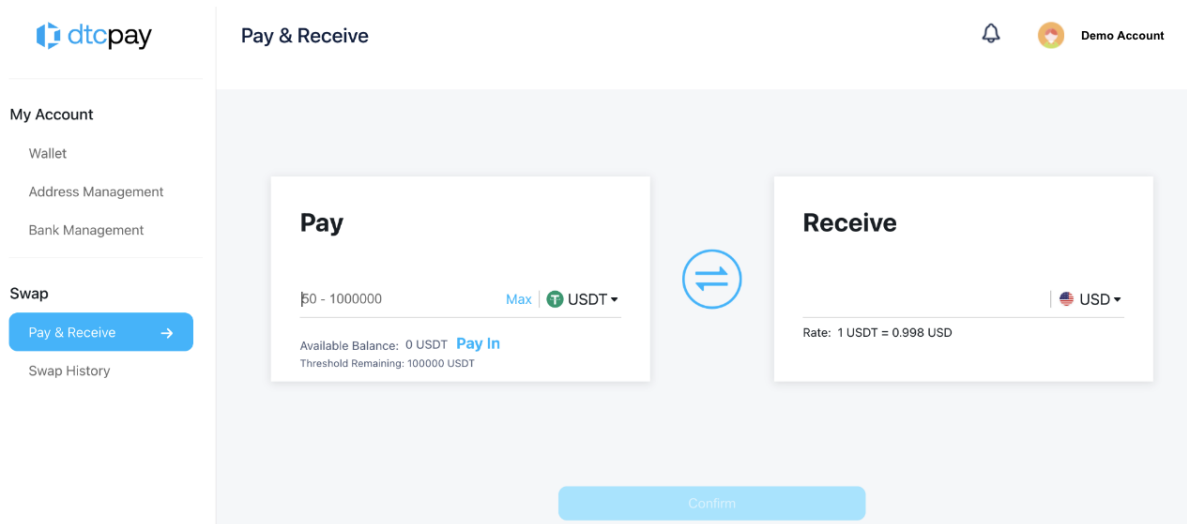 dtcpay
Pay & Receive
Demo Account
My Account
Wallet
Address Management
Bank Management
Swap
Pay & Receive
Swap History
Pay
50 - 1000000 Max USDT
Available Balance: 0 USDT Pay In
Threshold Remaining: 100000 USDT
Receive
USD
Rate: 1 USDT = 0.998 USD
Confirm